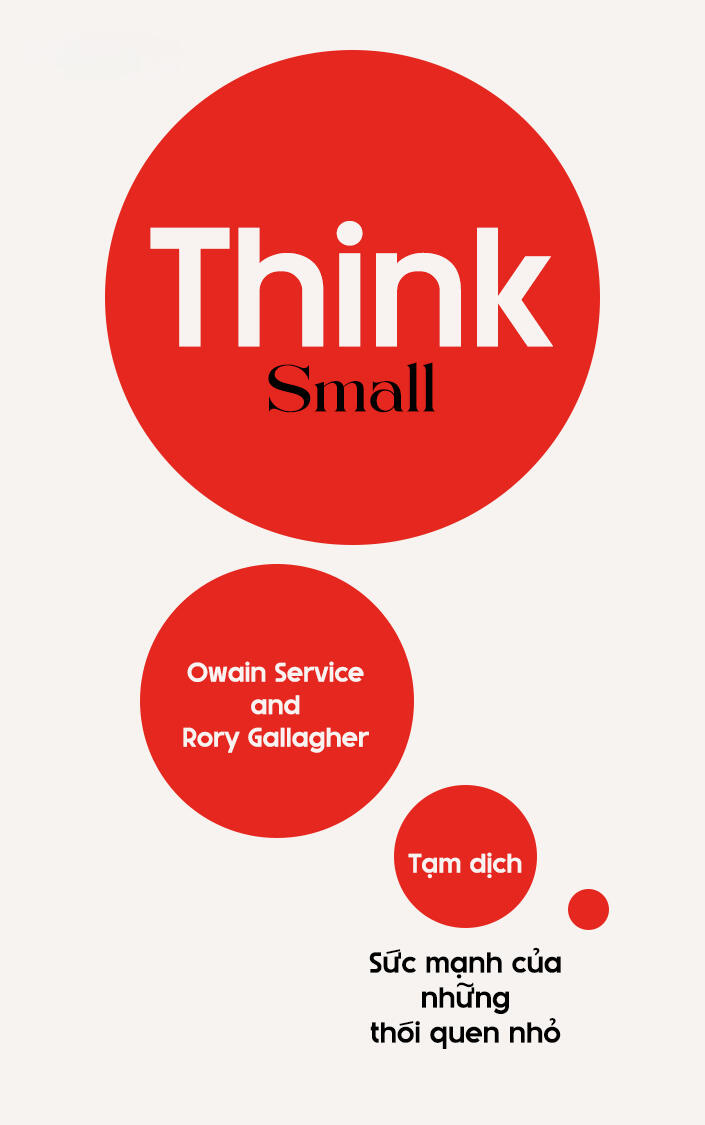 Think
Small
Owain Service
and
Rory Gallagher
Tạm dịch
Sức mạnh của
những
thói quen nhỏ